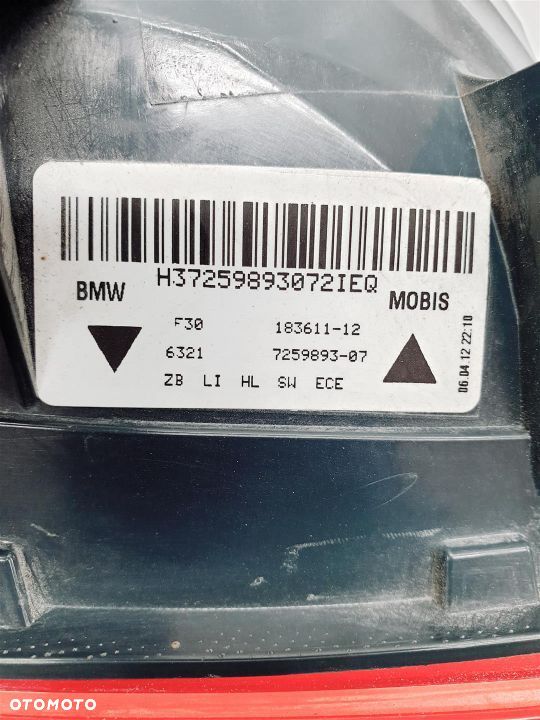 H37259893072IEQ
BMW MOBIS
F30 183611-12
6321 7259893-07
ZB LI HL SW ECE
06.04.12 22:10
OTOMOTO